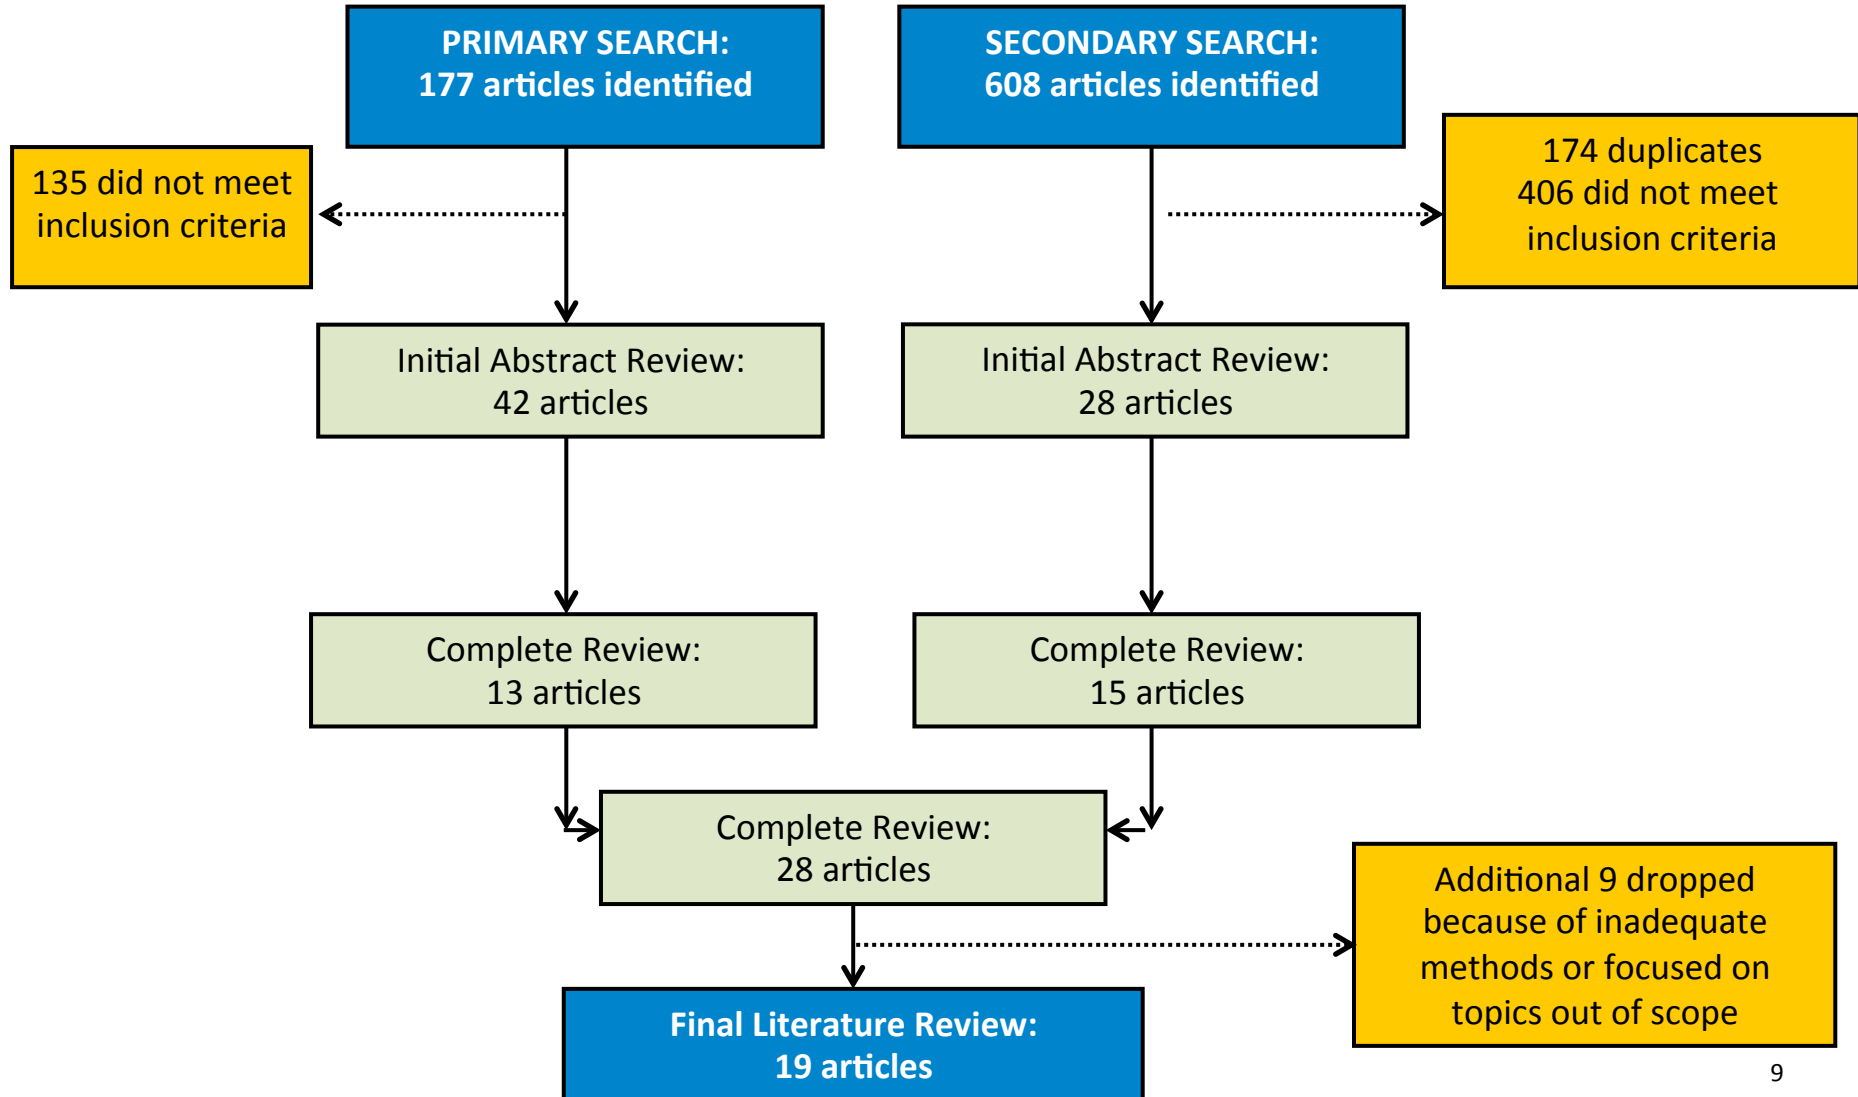 PRIMARY SEARCH:
177 articles identified
SECONDARY SEARCH:
608 articles identified
135 did not meet
inclusion criteria
174 duplicates
406 did not meet
inclusion criteria
Initial Abstract Review:
42 articles
Initial Abstract Review:
28 articles
Complete Review:
13 articles
Complete Review:
15 articles
Complete Review:
28 articles
Additional 9 dropped
because of inadequate
methods or focused on
topics out of scope
Final Literature Review:
19 articles
9